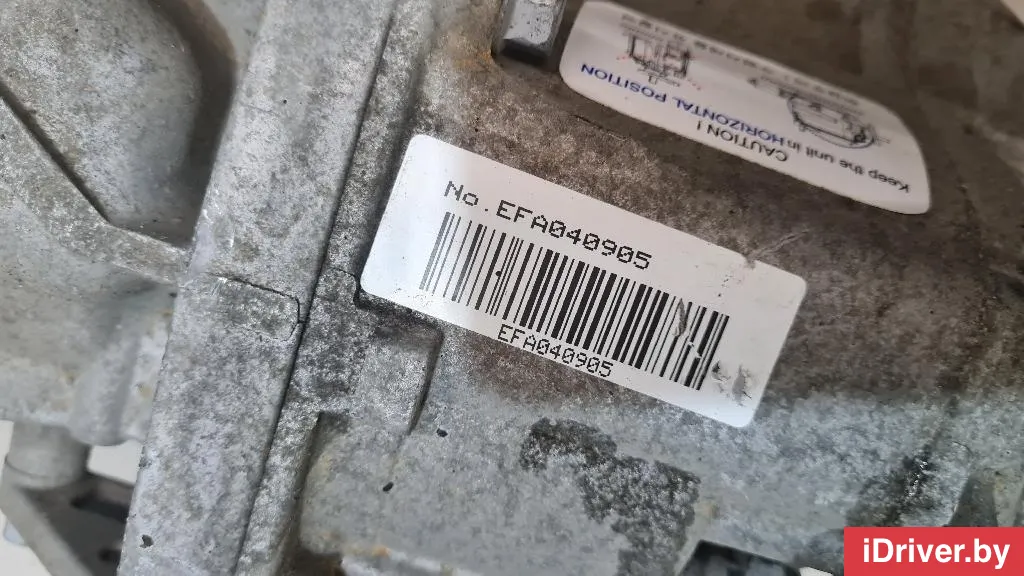 CAUTION !
Keep the unit in HORIZONTAL POSITION
No.EFA040905
EFA040905
iDriver.by